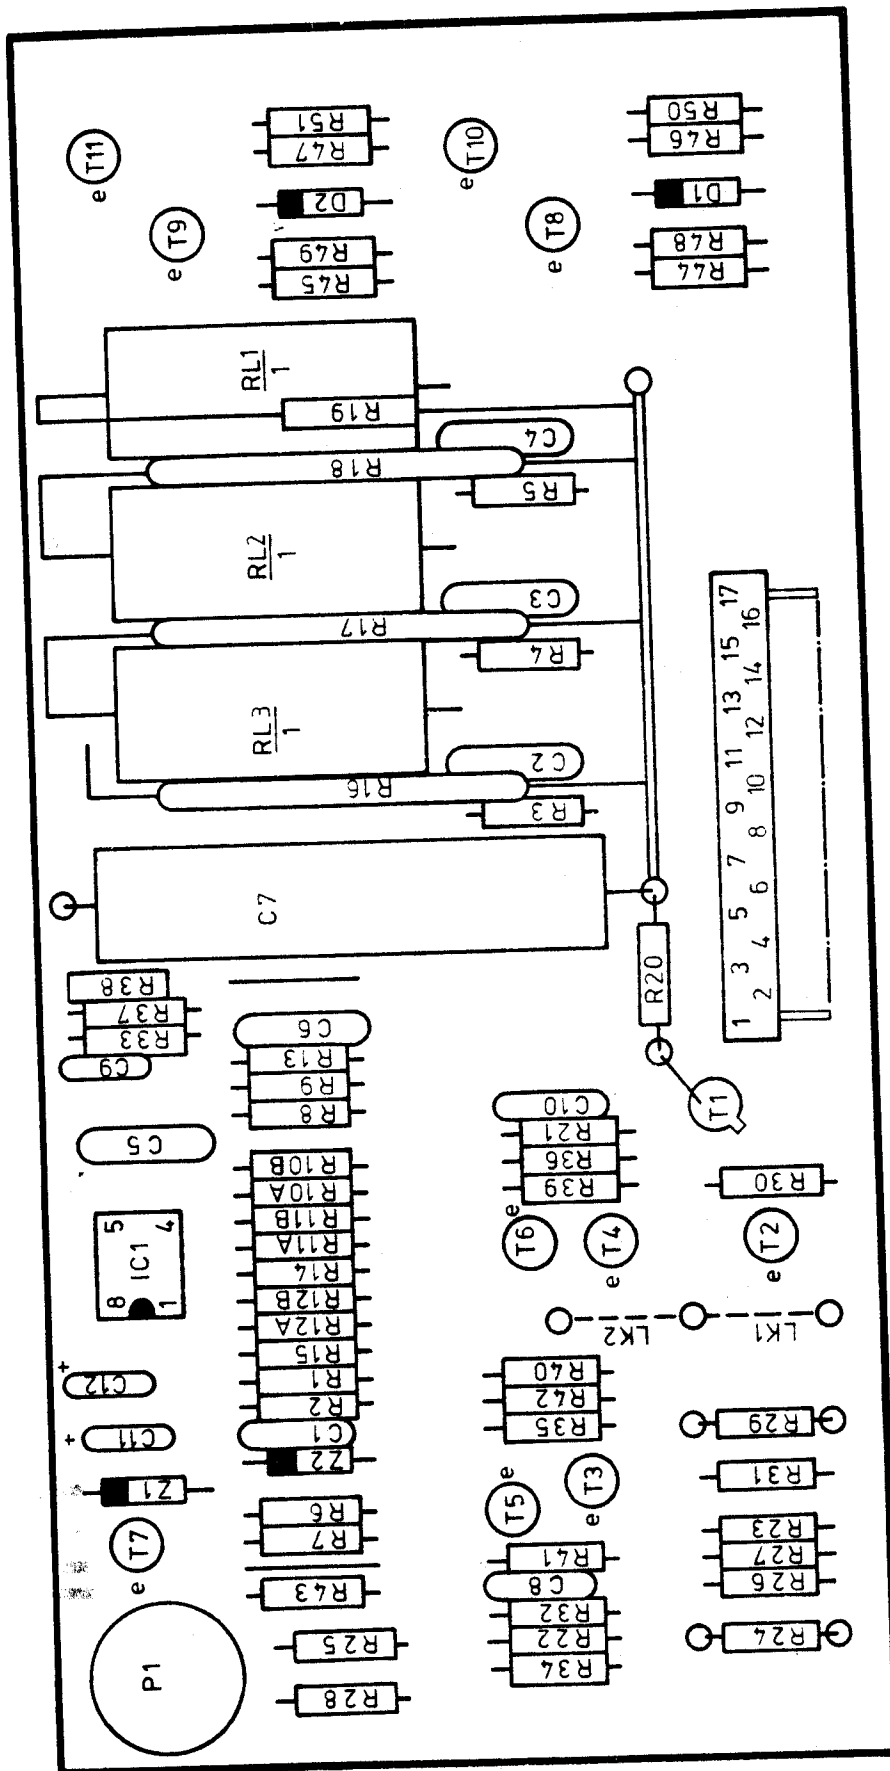 R51
R47
T11
e
D2
T9
e
R49
R45
T10
e
R50
R46
D1
T8
e
R48
R44
RL1
1
R19
C4
R18
R5
RL2
1
C3
R17
R4
RL3
1
C2
R16
R3
C7
1 2 3 4 5 6 7 8 9 10 11 12 13 14 15 16 17
R20
T1
R38
R37
R33
C9
C6
R13
R9
R8
C5
C10
R21
R36
R39
R30
R10B
R10A
R11B
R11A
R14
R12B
R12A
R15
R1
R2
C1
Z2
5
4
IC1
8
1
e
T6
T4
e
T2
e
LK2
LK1
+
C12
+
C11
Z1
R40
R42
R35
R29
R31
e
T5
T3
e
R6
R7
T7
e
R43
R41
C8
R32
R22
R34
R23
R27
R26
R24
P1
R25
R28